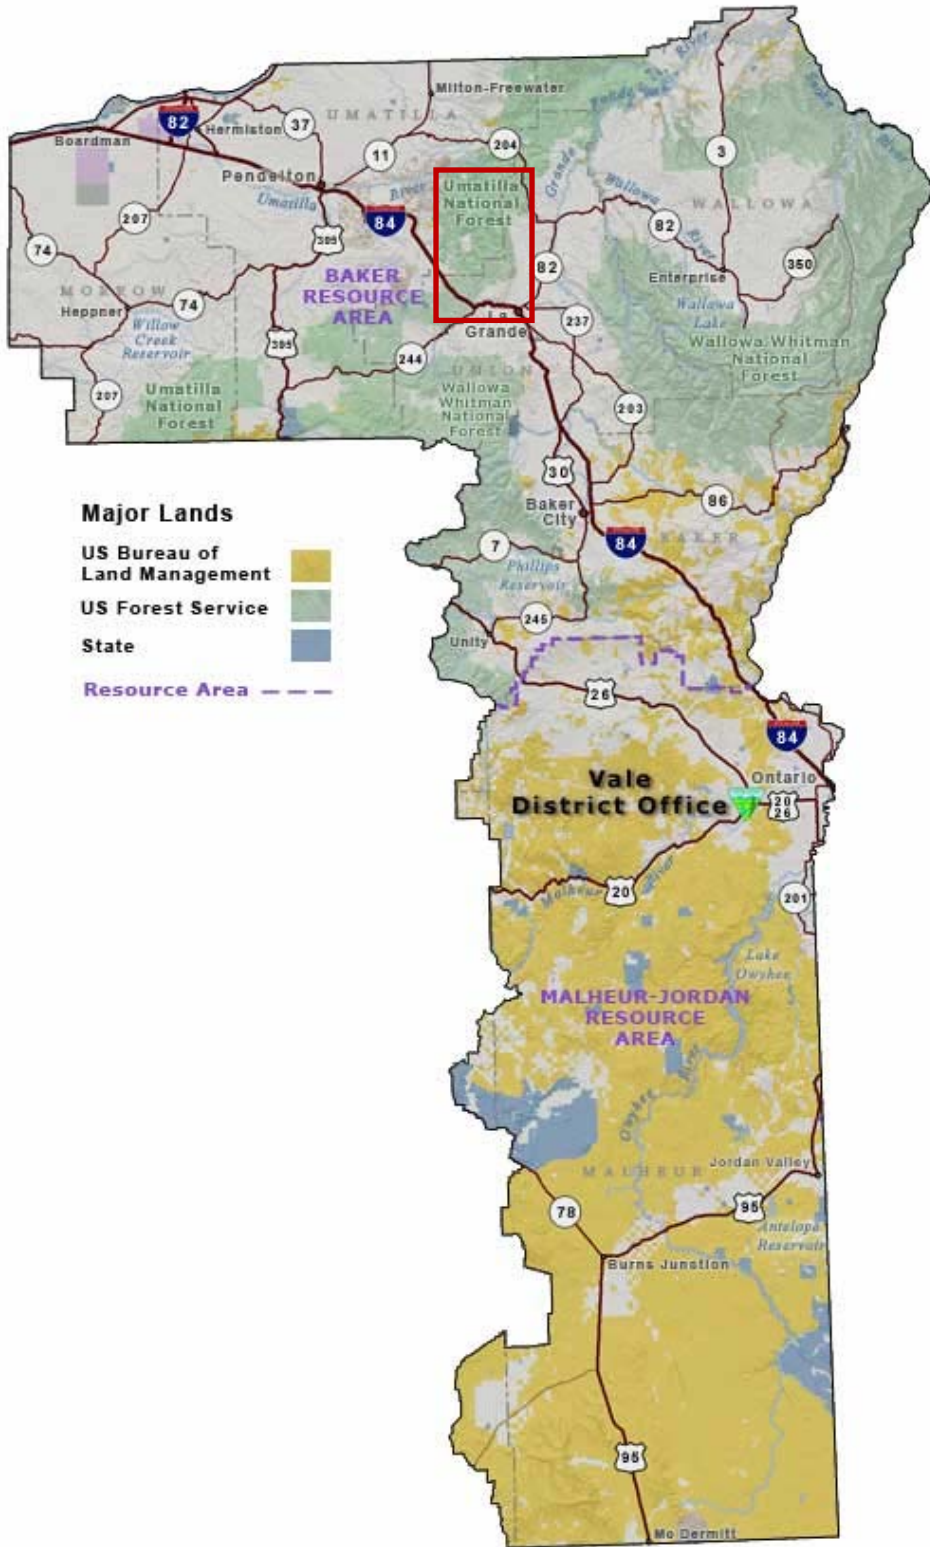 Milton-Freewater
UMATILLA
82
Hermiston
37
Boardman
11
204
3
Pendelton
Umatilla
River
Umatilla
National
Forest
Grande
Wallowa
River
WALLOWA
207
84
395
82
82
350
74
BAKER
RESOURCE
AREA
Enterprise
MORROW
Heppner
74
Willow
Creek
Reservoir
395
La
Grande
237
Wallowa
Lake
Wallowa Whitman
National
Forest
244
UNION
207
Umatilla
National
Forest
Wallowa
Whitman
National
Forest
203
30
86
Baker
City
84
BAKER
7
Phillips
Reservoir
245
Unity
Major Lands
US Bureau of
Land Management
US Forest Service
State
Resource Area
26
84
Vale
District Office
Ontario
20
26
Malheur
River
20
201
Lake
Owyhee
MALHEUR-JORDAN
RESOURCE
AREA
Owyhee
River
MALHEUR
Jordan Valley
78
95
Antelope
Reservoir
Burns Junction
95
Mc Dermitt